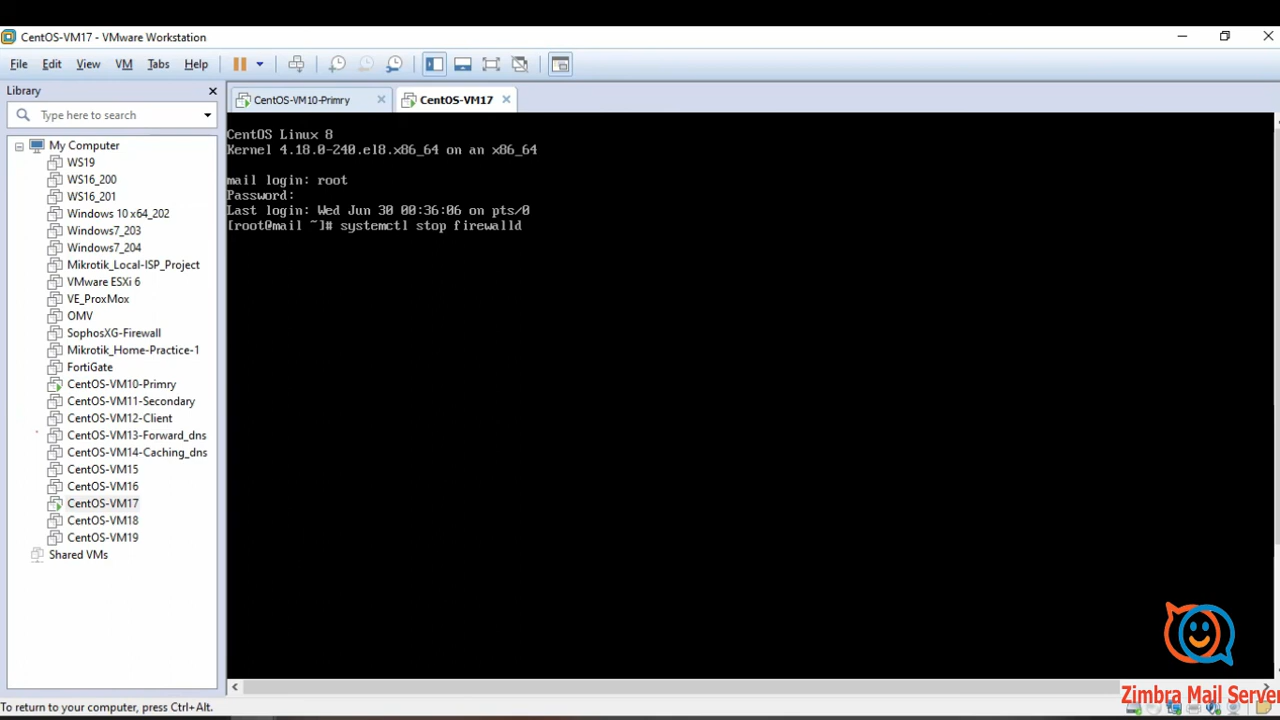 CentOS-VM17 - VMware Workstation
File Edit View VM Tabs Help
Library
Type here to search
My Computer
WS19
WS16_200
WS16_201
Windows 10 x64_202
Windows7_203
Windows7_204
Mikrotik_Local-ISP_Project
VMware ESXi 6
VE_ProxMox
OMV
SophosXG-Firewall
Mikrotik_Home-Practice-1
FortiGate
CentOS-VM10-Primry
CentOS-VM11-Secondary
CentOS-VM12-Client
CentOS-VM13-Forward_dns
CentOS-VM14-Caching_dns
CentOS-VM15
CentOS-VM16
CentOS-VM17
CentOS-VM18
CentOS-VM19
Shared VMs
CentOS-VM10-Primry CentOS-VM17
CentOS Linux 8
Kernel 4.18.0-240.el8.x86_64 on an x86_64
mail login: root
Password:
Last login: Wed Jun 30 00:36:06 on pts/0
[root@mail ~]# systemctl stop firewalld
Zimbra Mail Server
To return to your computer, press Ctrl+Alt.